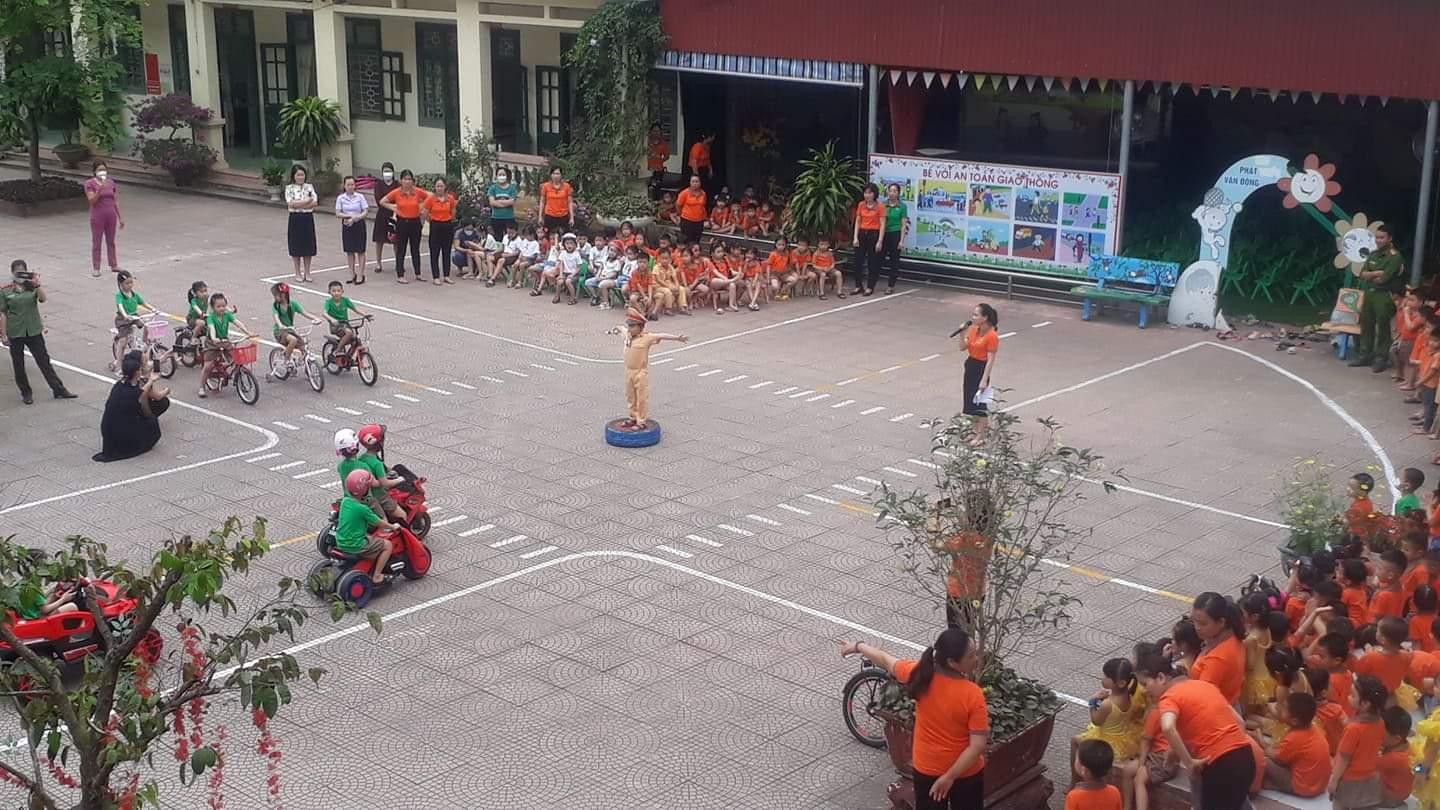 BÉ VỚI AN TOÀN GIAO THÔNG
PHÁT
VẬN ĐỘNG